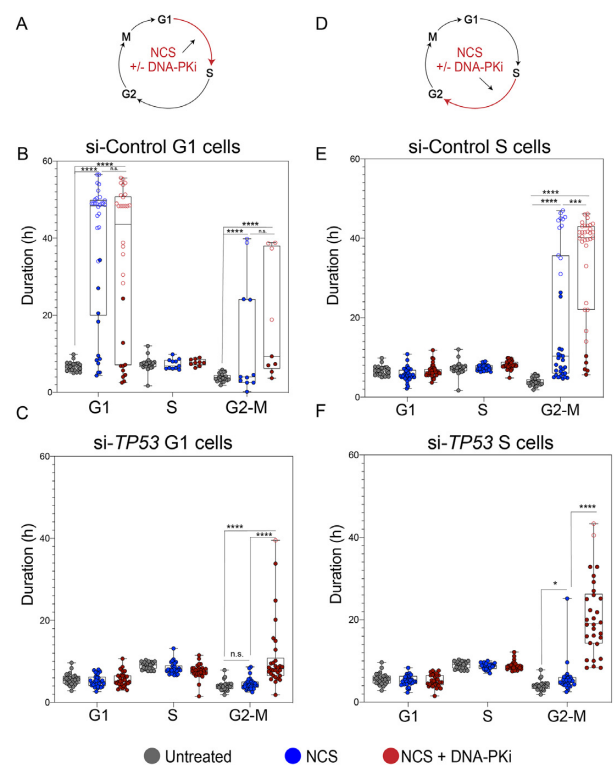 A
G1
M
NCS
+/- DNA-PKi
S
G2
D
G1
M
NCS
+/- DNA-PKi
S
G2
B
si-Control G1 cells
60
40
20
0
Duration (h)
****
****
n.s.
****
****
n.s.
G1
S
G2-M
E
si-Control S cells
60
40
20
0
Duration (h)
****
****
***
G1
S
G2-M
C
si-TP53 G1 cells
60
40
20
0
Duration (h)
****
****
n.s.
G1
S
G2-M
F
si-TP53 S cells
60
40
20
0
Duration (h)
****
*
G1
S
G2-M
Untreated
NCS
NCS + DNA-PKi